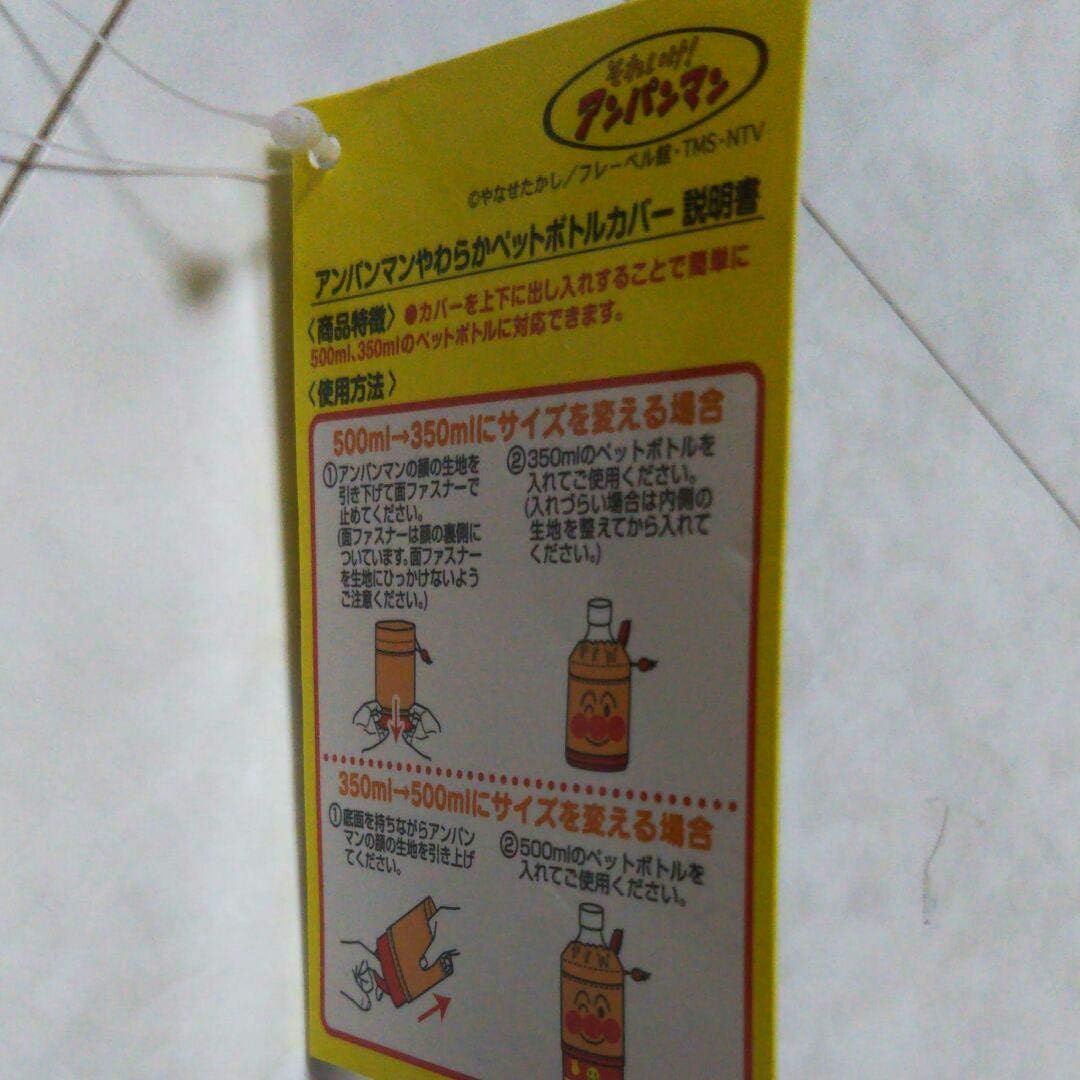 それいけ!
アンパンマン
©やなせたかし/フレーベル館・TMS・NTV
アンパンマンやわらかペットボトルカバー 説明書
〈商品特徴〉●カバーを上下に出し入れすることで簡単に
500ml、350mlのペットボトルに対応できます。
〈使用方法〉
500ml→350mlにサイズを変える場合
①アンパンマンの顔の生地を
引き下げて面ファスナーで
止めてください。
(面ファスナーは顔の裏側に
ついています。面ファスナー
を生地にひっかけないよう
ご注意ください。)
②350mlのペットボトルを
入れてご使用ください。
(入れづらい場合は内側の
生地を整えてから入れて
ください。)
350ml→500mlにサイズを変える場合
①底面を持ちながらアンパン
マンの顔の生地を引き上げ
てください。
②500mlのペットボトルを
入れてご使用ください。